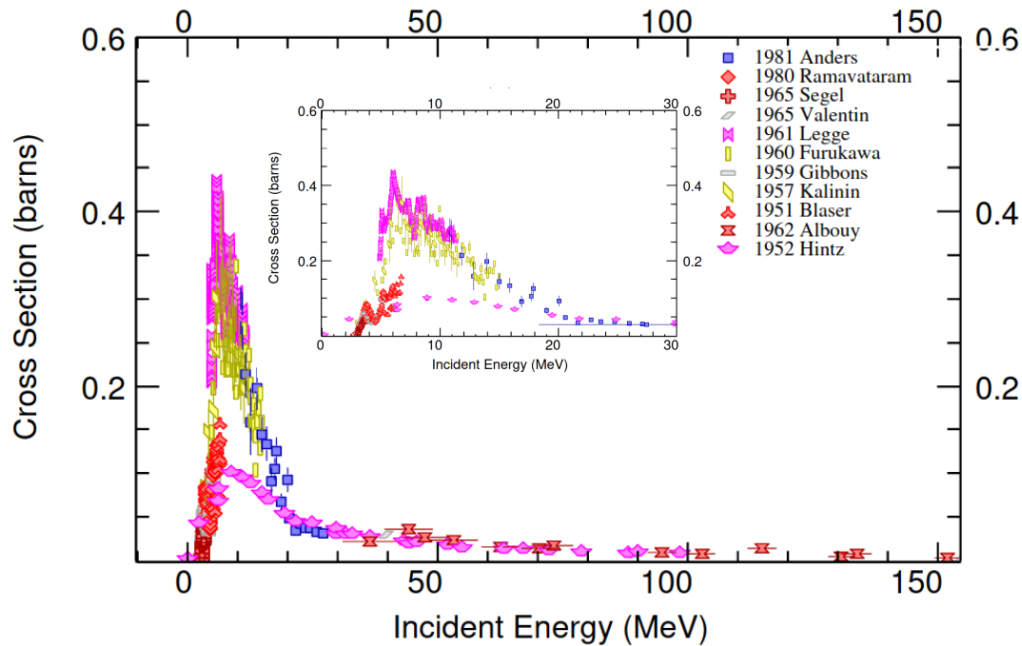 0 50 100 150
0.6 0.6
1981 Anders
1980 Ramavataram
1965 Segel
1965 Valentin
1961 Legge
1960 Furukawa
1959 Gibbons
1957 Kalinin
1951 Blaser
1962 Albouy
1952 Hintz
0 10 20 30
0.6 0.6
0.4 0.4
0.2 0.2
Cross Section (barns)
0 10 20 30
Incident Energy (MeV)
0.4 0.4
0.2 0.2
Cross Section (barns)
0 50 100 150
Incident Energy (MeV)